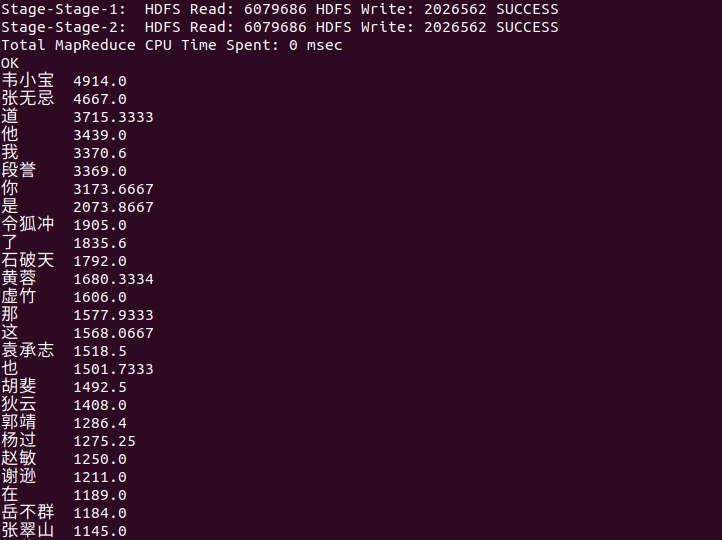 Stage-Stage-1:  HDFS Read: 6079686 HDFS Write: 2026562 SUCCESS
Stage-Stage-2:  HDFS Read: 6079686 HDFS Write: 2026562 SUCCESS
Total MapReduce CPU Time Spent: 0 msec
OK
韦小宝  4914.0
张无忌  4667.0
道      3715.3333
他      3439.0
我      3370.6
段誉    3369.0
你      3173.6667
是      2073.8667
令狐冲  1905.0
了      1835.6
石破天  1792.0
黄蓉    1680.3334
虚竹    1606.0
那      1577.9333
这      1568.0667
袁承志  1518.5
也      1501.7333
胡斐    1492.5
狄云    1408.0
郭靖    1286.4
杨过    1275.25
赵敏    1250.0
谢逊    1211.0
在      1189.0
岳不群  1184.0
张翠山  1145.0